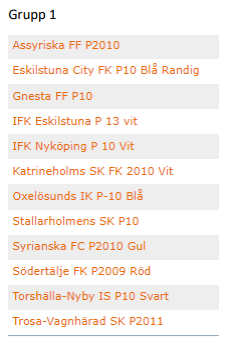 Grupp 1
Assyriska FF P2010
Eskilstuna City FK P10 Blå Randig
Gnesta FF P10
IFK Eskilstuna P 13 vit
IFK Nyköping P 10 Vit
Katrineholms SK FK 2010 Vit
Oxelösunds IK P-10 Blå
Stallarholmens SK P10
Syrianska FC P2010 Gul
Södertälje FK P2009 Röd
Torshälla-Nyby IS P10 Svart
Trosa-Vagnhärad SK P2011